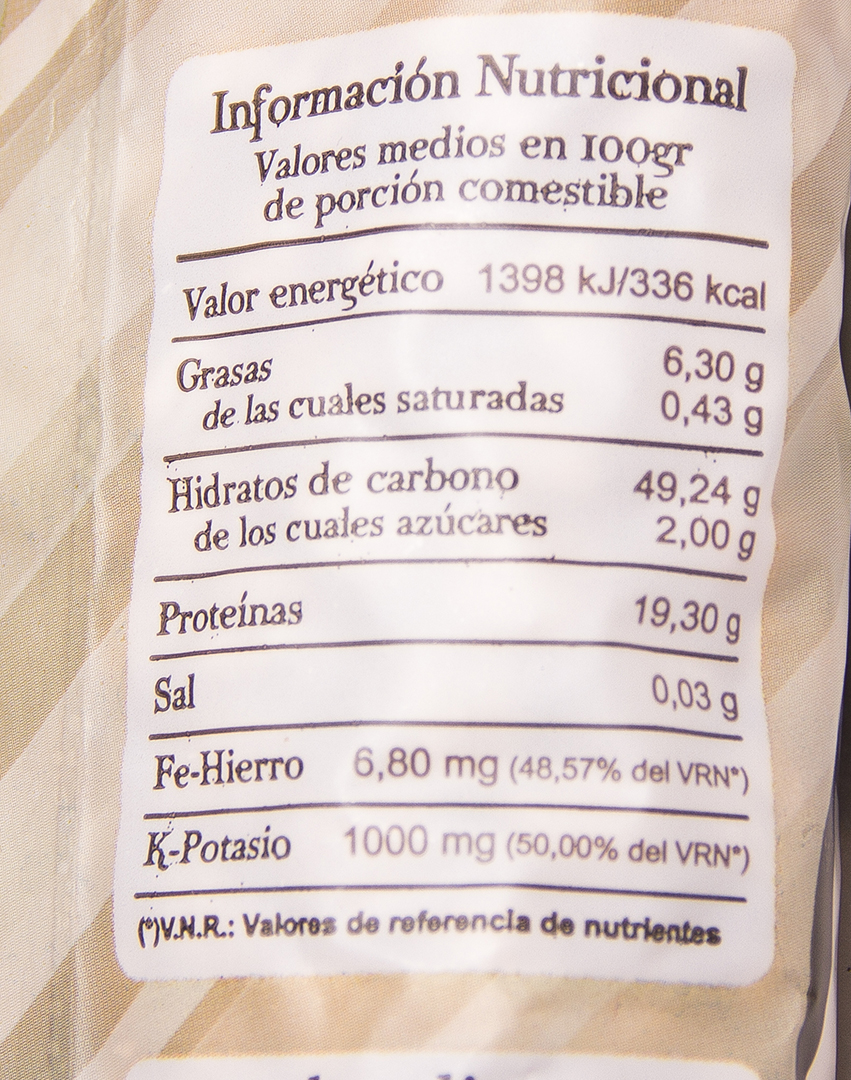 Información Nutricional
Valores medios en 100gr
de porción comestible
Valor energético 1398 kJ/336 kcal
Grasas 6,30 g
de las cuales saturadas 0,43 g
Hidratos de carbono 49,24 g
de los cuales azúcares 2,00 g
Proteínas 19,30 g
Sal 0,03 g
Fe-Hierro 6,80 mg (48,57% del VRN*)
K-Potasio 1000 mg (50,00% del VRN*)
(*)V.N.R.: Valores de referencia de nutrientes